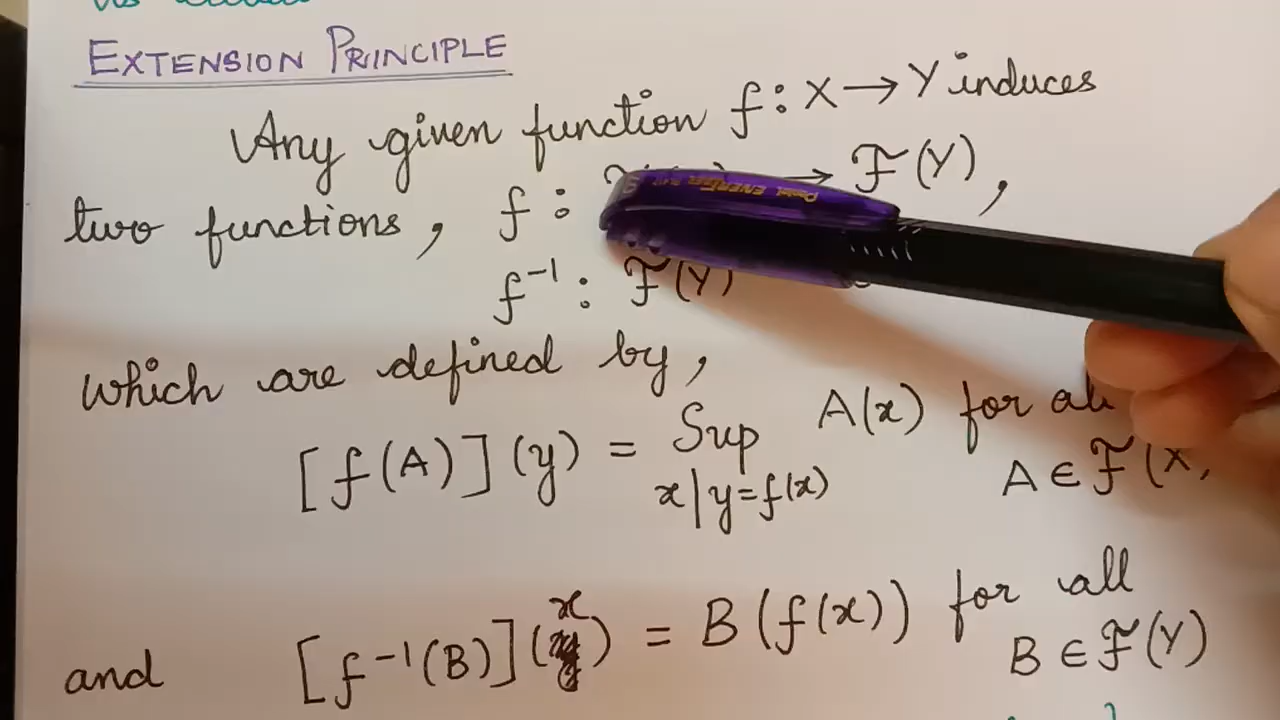 EXTENSION PRINCIPLE
Any given function f : X → Y induces
two functions, f : → F(Y),
f⁻¹ : F(Y)
which are defined by,
[f(A)](y) = Sup A(x) for all
x|y=f(x) A ∈ F(X,
and [f⁻¹(B)](x) = B(f(x)) for all
B ∈ F(Y)